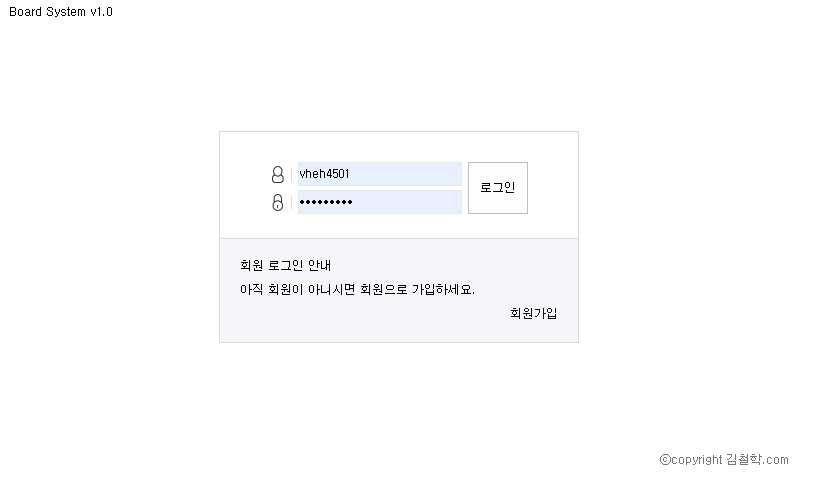 Board System v1.0
vheh4501
•••••••••
로그인
회원 로그인 안내
아직 회원이 아니시면 회원으로 가입하세요.
회원가입
ⓒcopyright 김철학.com